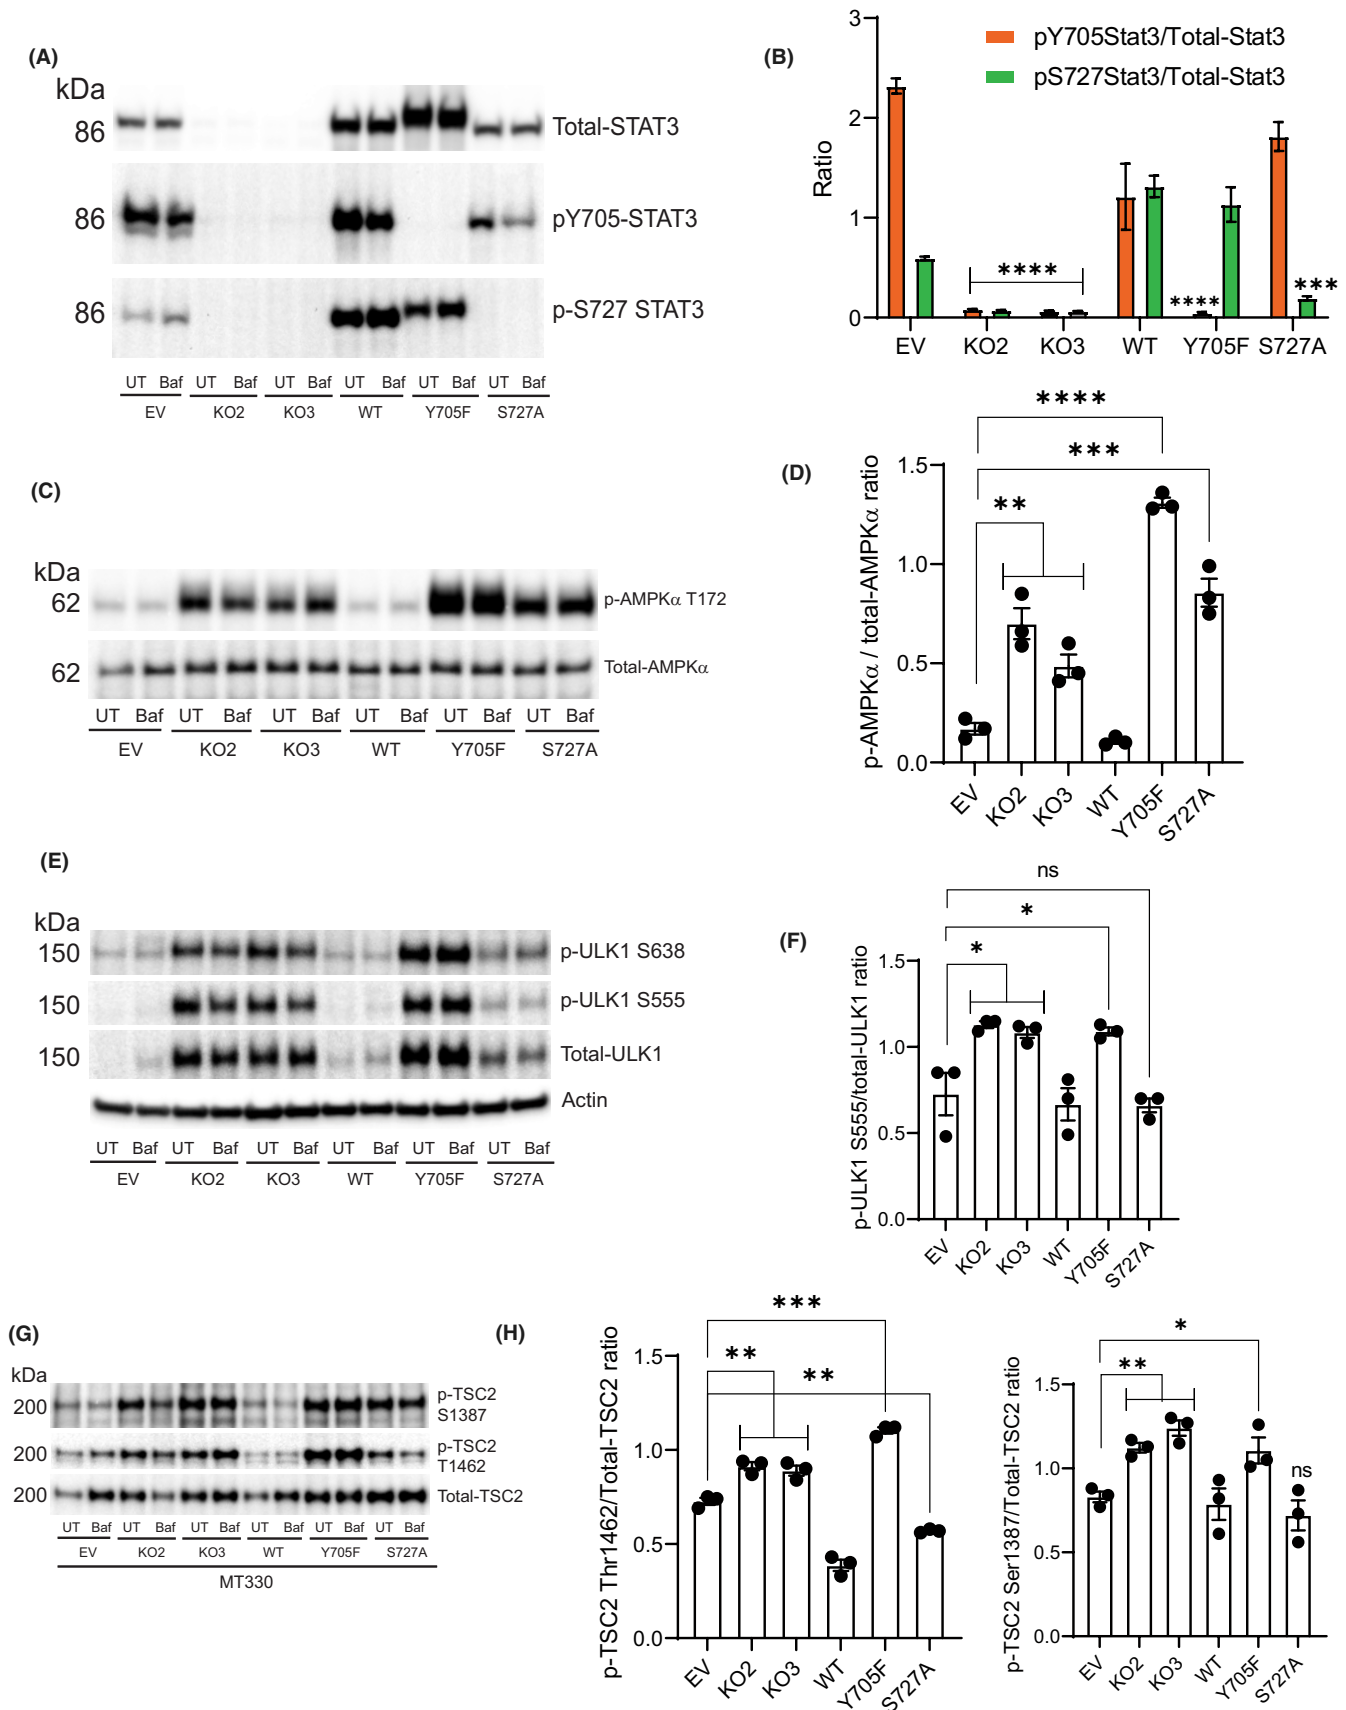 (A)
kDa
86
Total-STAT3
86
pY705-STAT3
86
p-S727 STAT3
UT Baf UT Baf UT Baf UT Baf UT Baf UT Baf
EV KO2 KO3 WT Y705F S727A
(B)
pY705Stat3/Total-Stat3
pS727Stat3/Total-Stat3
Ratio
3
2
1
0
****
****
***
EV KO2 KO3 WT Y705F S727A
(C)
kDa
62
p-AMPKα T172
62
Total-AMPKα
UT Baf UT Baf UT Baf UT Baf UT Baf UT Baf
EV KO2 KO3 WT Y705F S727A
(D)
p-AMPKα / total-AMPKα ratio
****
***
**
1.5
1.0
0.5
0.0
EV KO2 KO3 WT Y705F S727A
(E)
kDa
150
p-ULK1 S638
150
p-ULK1 S555
150
Total-ULK1
Actin
UT Baf UT Baf UT Baf UT Baf UT Baf UT Baf
EV KO2 KO3 WT Y705F S727A
(F)
p-ULK1 S555/total-ULK1 ratio
ns
*
*
1.5
1.0
0.5
0.0
EV KO2 KO3 WT Y705F S727A
(G)
kDa
200
p-TSC2
S1387
200
p-TSC2
T1462
200
Total-TSC2
UT Baf UT Baf UT Baf UT Baf UT Baf UT Baf
EV KO2 KO3 WT Y705F S727A
MT330
(H)
p-TSC2 Thr1462/Total-TSC2 ratio
***
**
**
1.5
1.0
0.5
0.0
EV KO2 KO3 WT Y705F S727A
p-TSC2 Ser1387/Total-TSC2 ratio
*
**
ns
1.5
1.0
0.5
0.0
EV KO2 KO3 WT Y705F S727A